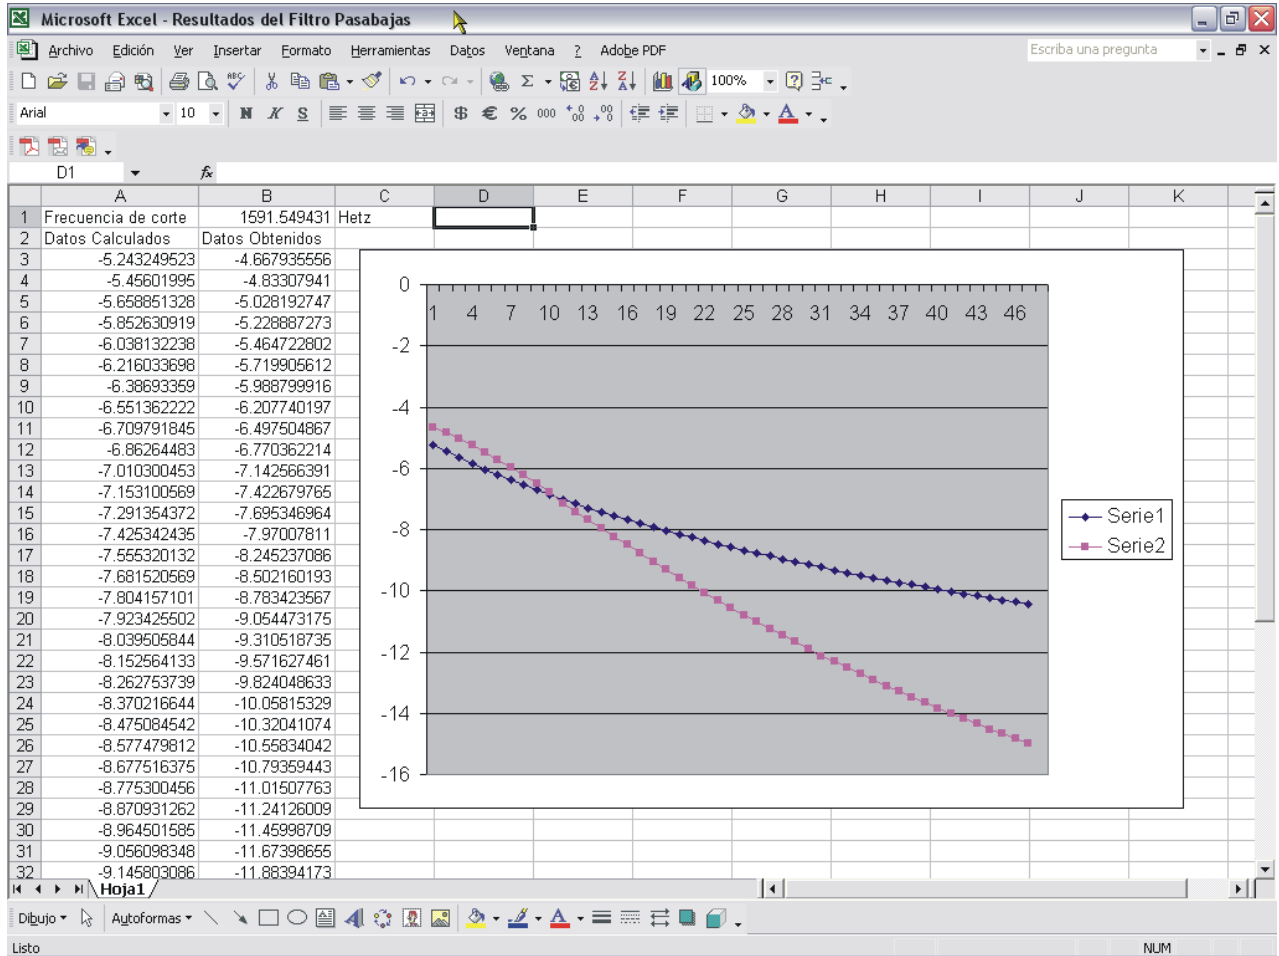 Microsoft Excel - Resultados del Filtro Pasabajas
Archivo Edición Ver Insertar Formato Herramientas Datos Ventana ? Adobe PDF Escriba una pregunta
100%
Arial 10 N K S $ € % 000
D1 fx
A B C D E F G H I J K
1 Frecuencia de corte 1591.549431 Hetz
2 Datos Calculados Datos Obtenidos
3 -5.243249523 -4.667935556
4 -5.45601995 -4.83307941
5 -5.658851328 -5.028192747
6 -5.852630919 -5.228887273
7 -6.038132238 -5.464722802
8 -6.216033698 -5.719905612
9 -6.38693359 -5.988799916
10 -6.551362222 -6.207740197
11 -6.709791845 -6.497504867
12 -6.86264483 -6.770362214
13 -7.010300453 -7.142566391
14 -7.153100569 -7.422679765
15 -7.291354372 -7.695346964
16 -7.425342435 -7.97007811
17 -7.555320132 -8.245237086
18 -7.681520569 -8.502160193
19 -7.804157101 -8.783423567
20 -7.923425502 -9.054473175
21 -8.039505844 -9.310518735
22 -8.152564133 -9.571627461
23 -8.262753739 -9.824048633
24 -8.370216644 -10.05815329
25 -8.475084542 -10.32041074
26 -8.577479812 -10.55834042
27 -8.677516375 -10.79359443
28 -8.775300456 -11.01507763
29 -8.870931262 -11.24126009
30 -8.964501585 -11.45998709
31 -9.056098348 -11.67398655
32 -9.145803086 -11.88394173
0
1 4 7 10 13 16 19 22 25 28 31 34 37 40 43 46
-2
-4
-6
-8
-10
-12
-14
-16
Serie1
Serie2
Hoja1
Dibujo Autoformas
Listo NUM